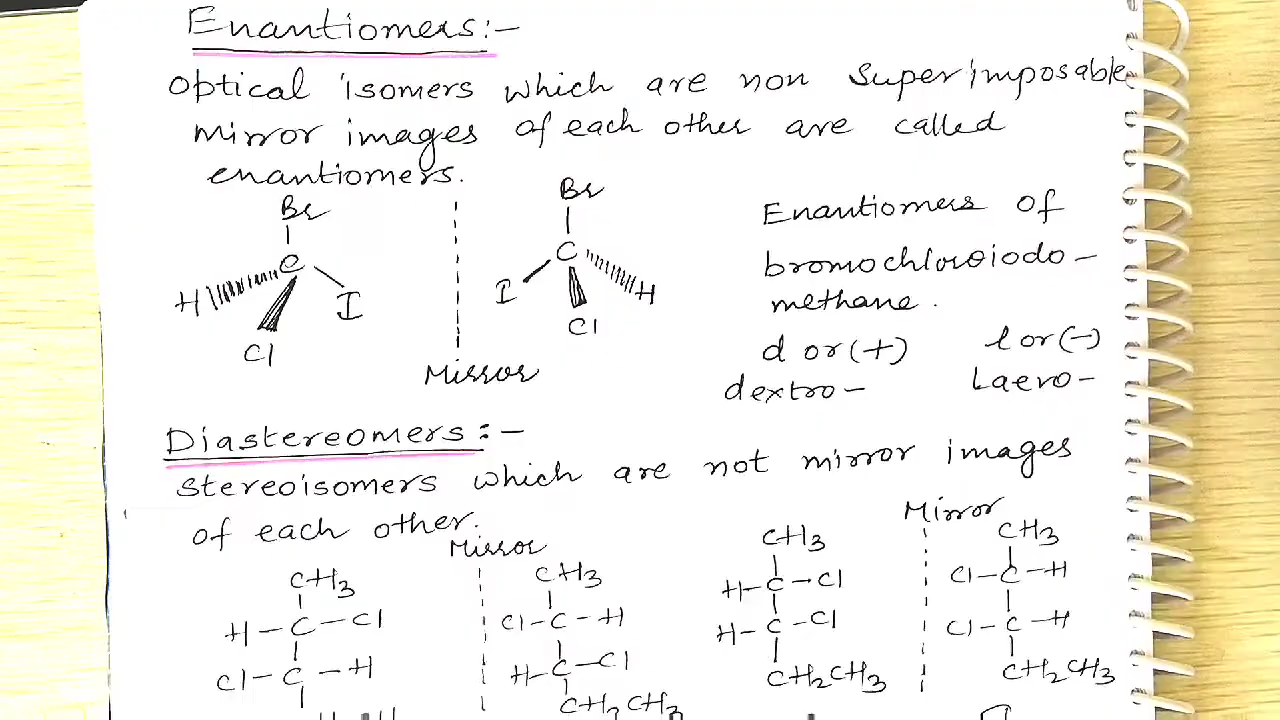 Enantiomers:-
Optical isomers which are non Superimposable
mirror images of each other are called
enantiomers.
Br
C
H
I
Cl
Mirror
Br
C
I
H
Cl
Enantiomers of
bromochloroiodo-
methane.
d or (+) l or (-)
dextro- Laevo-
Diastereomers:-
stereoisomers which are not mirror images
of each other.
Mirror
CH3
H-C-Cl
Cl-C-H
CH3
Cl-C-H
H-C-Cl
CH2CH3
Mirror
CH3
H-C-Cl
H-C-Cl
CH2CH3
CH3
Cl-C-H
Cl-C-H
CH2CH3